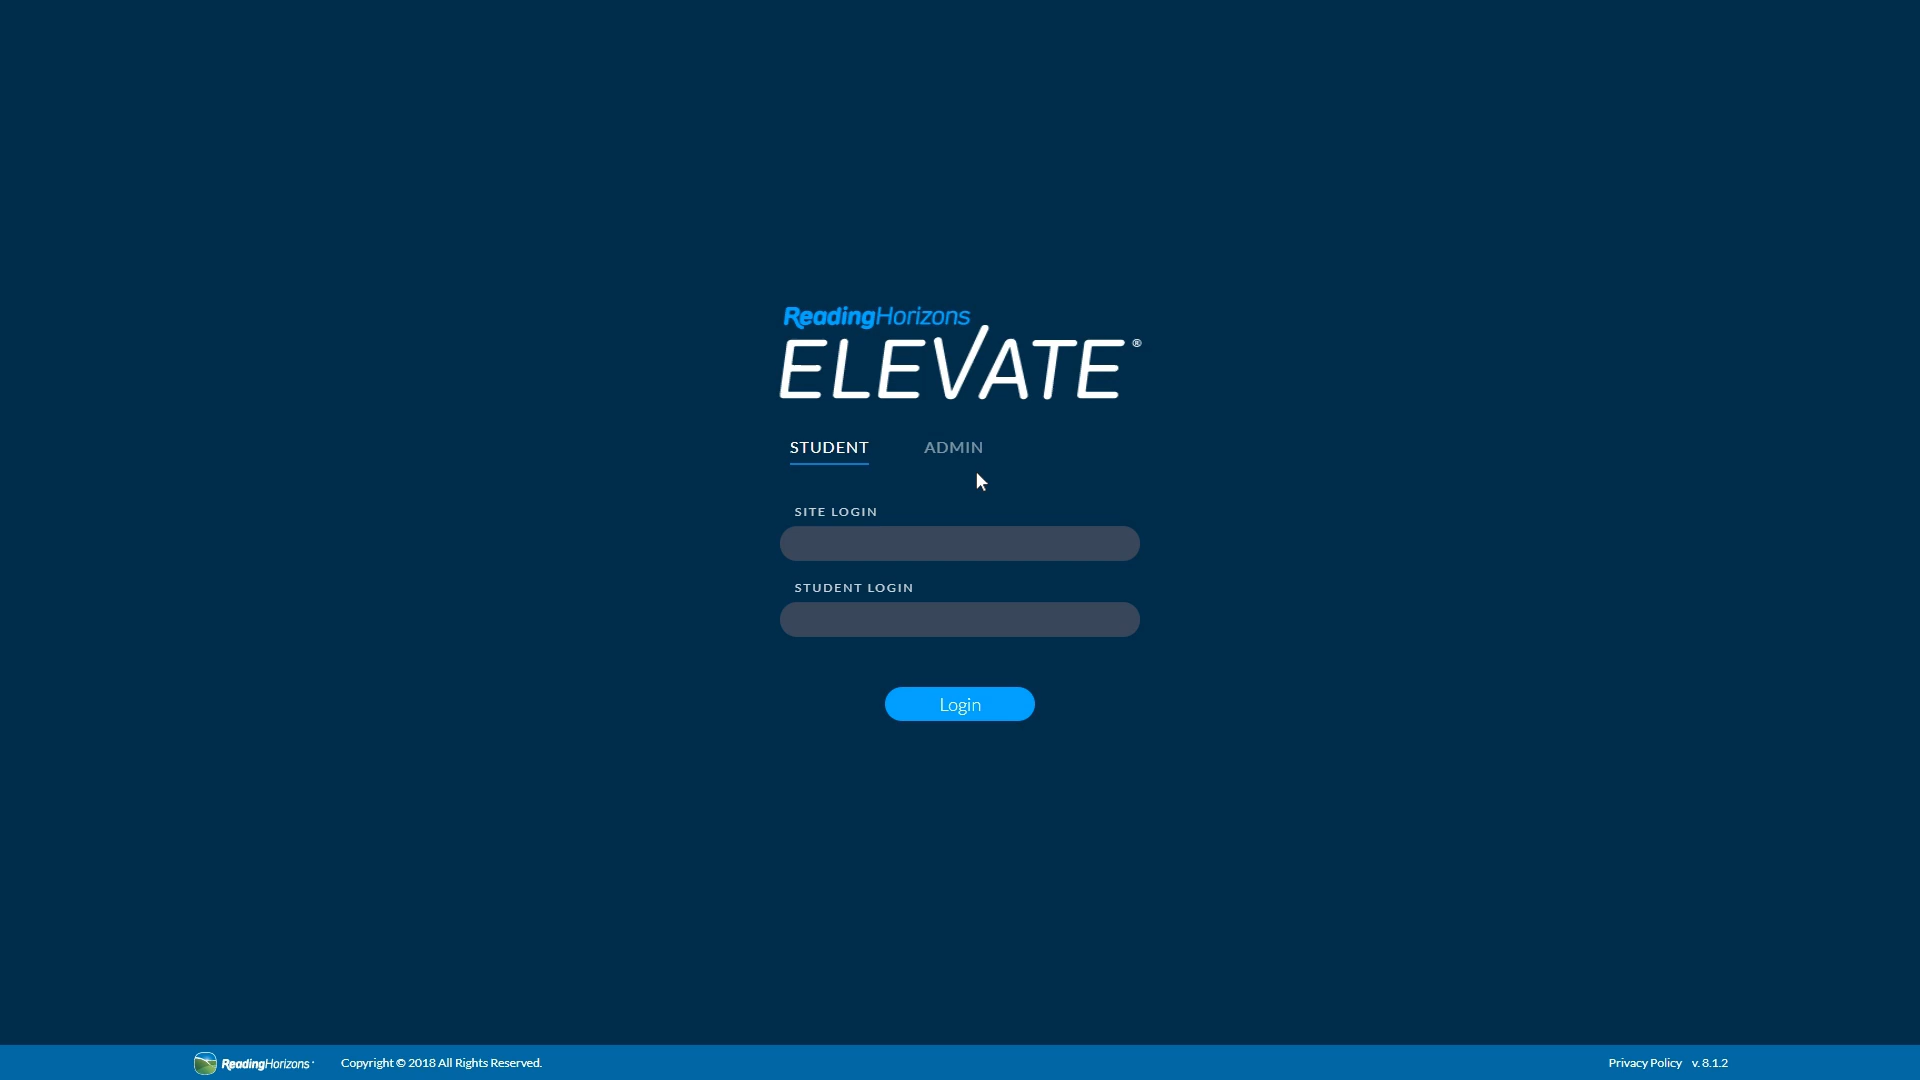 ReadingHorizons
ELEVATE®
STUDENT ADMIN
SITE LOGIN
STUDENT LOGIN
Login
ReadingHorizons Copyright © 2018 All Rights Reserved. Privacy Policy v. 8.1.2